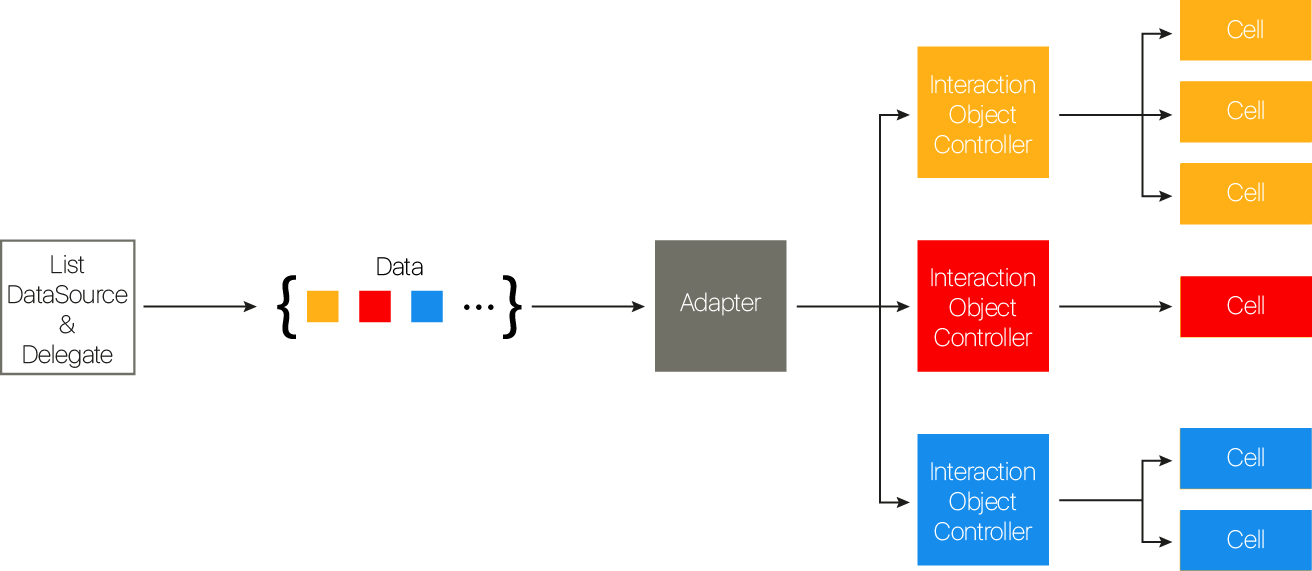 List
DataSource
&
Delegate
Data
{ ... }
Adapter
Interaction
Object
Controller
Cell
Cell
Cell
Interaction
Object
Controller
Cell
Interaction
Object
Controller
Cell
Cell